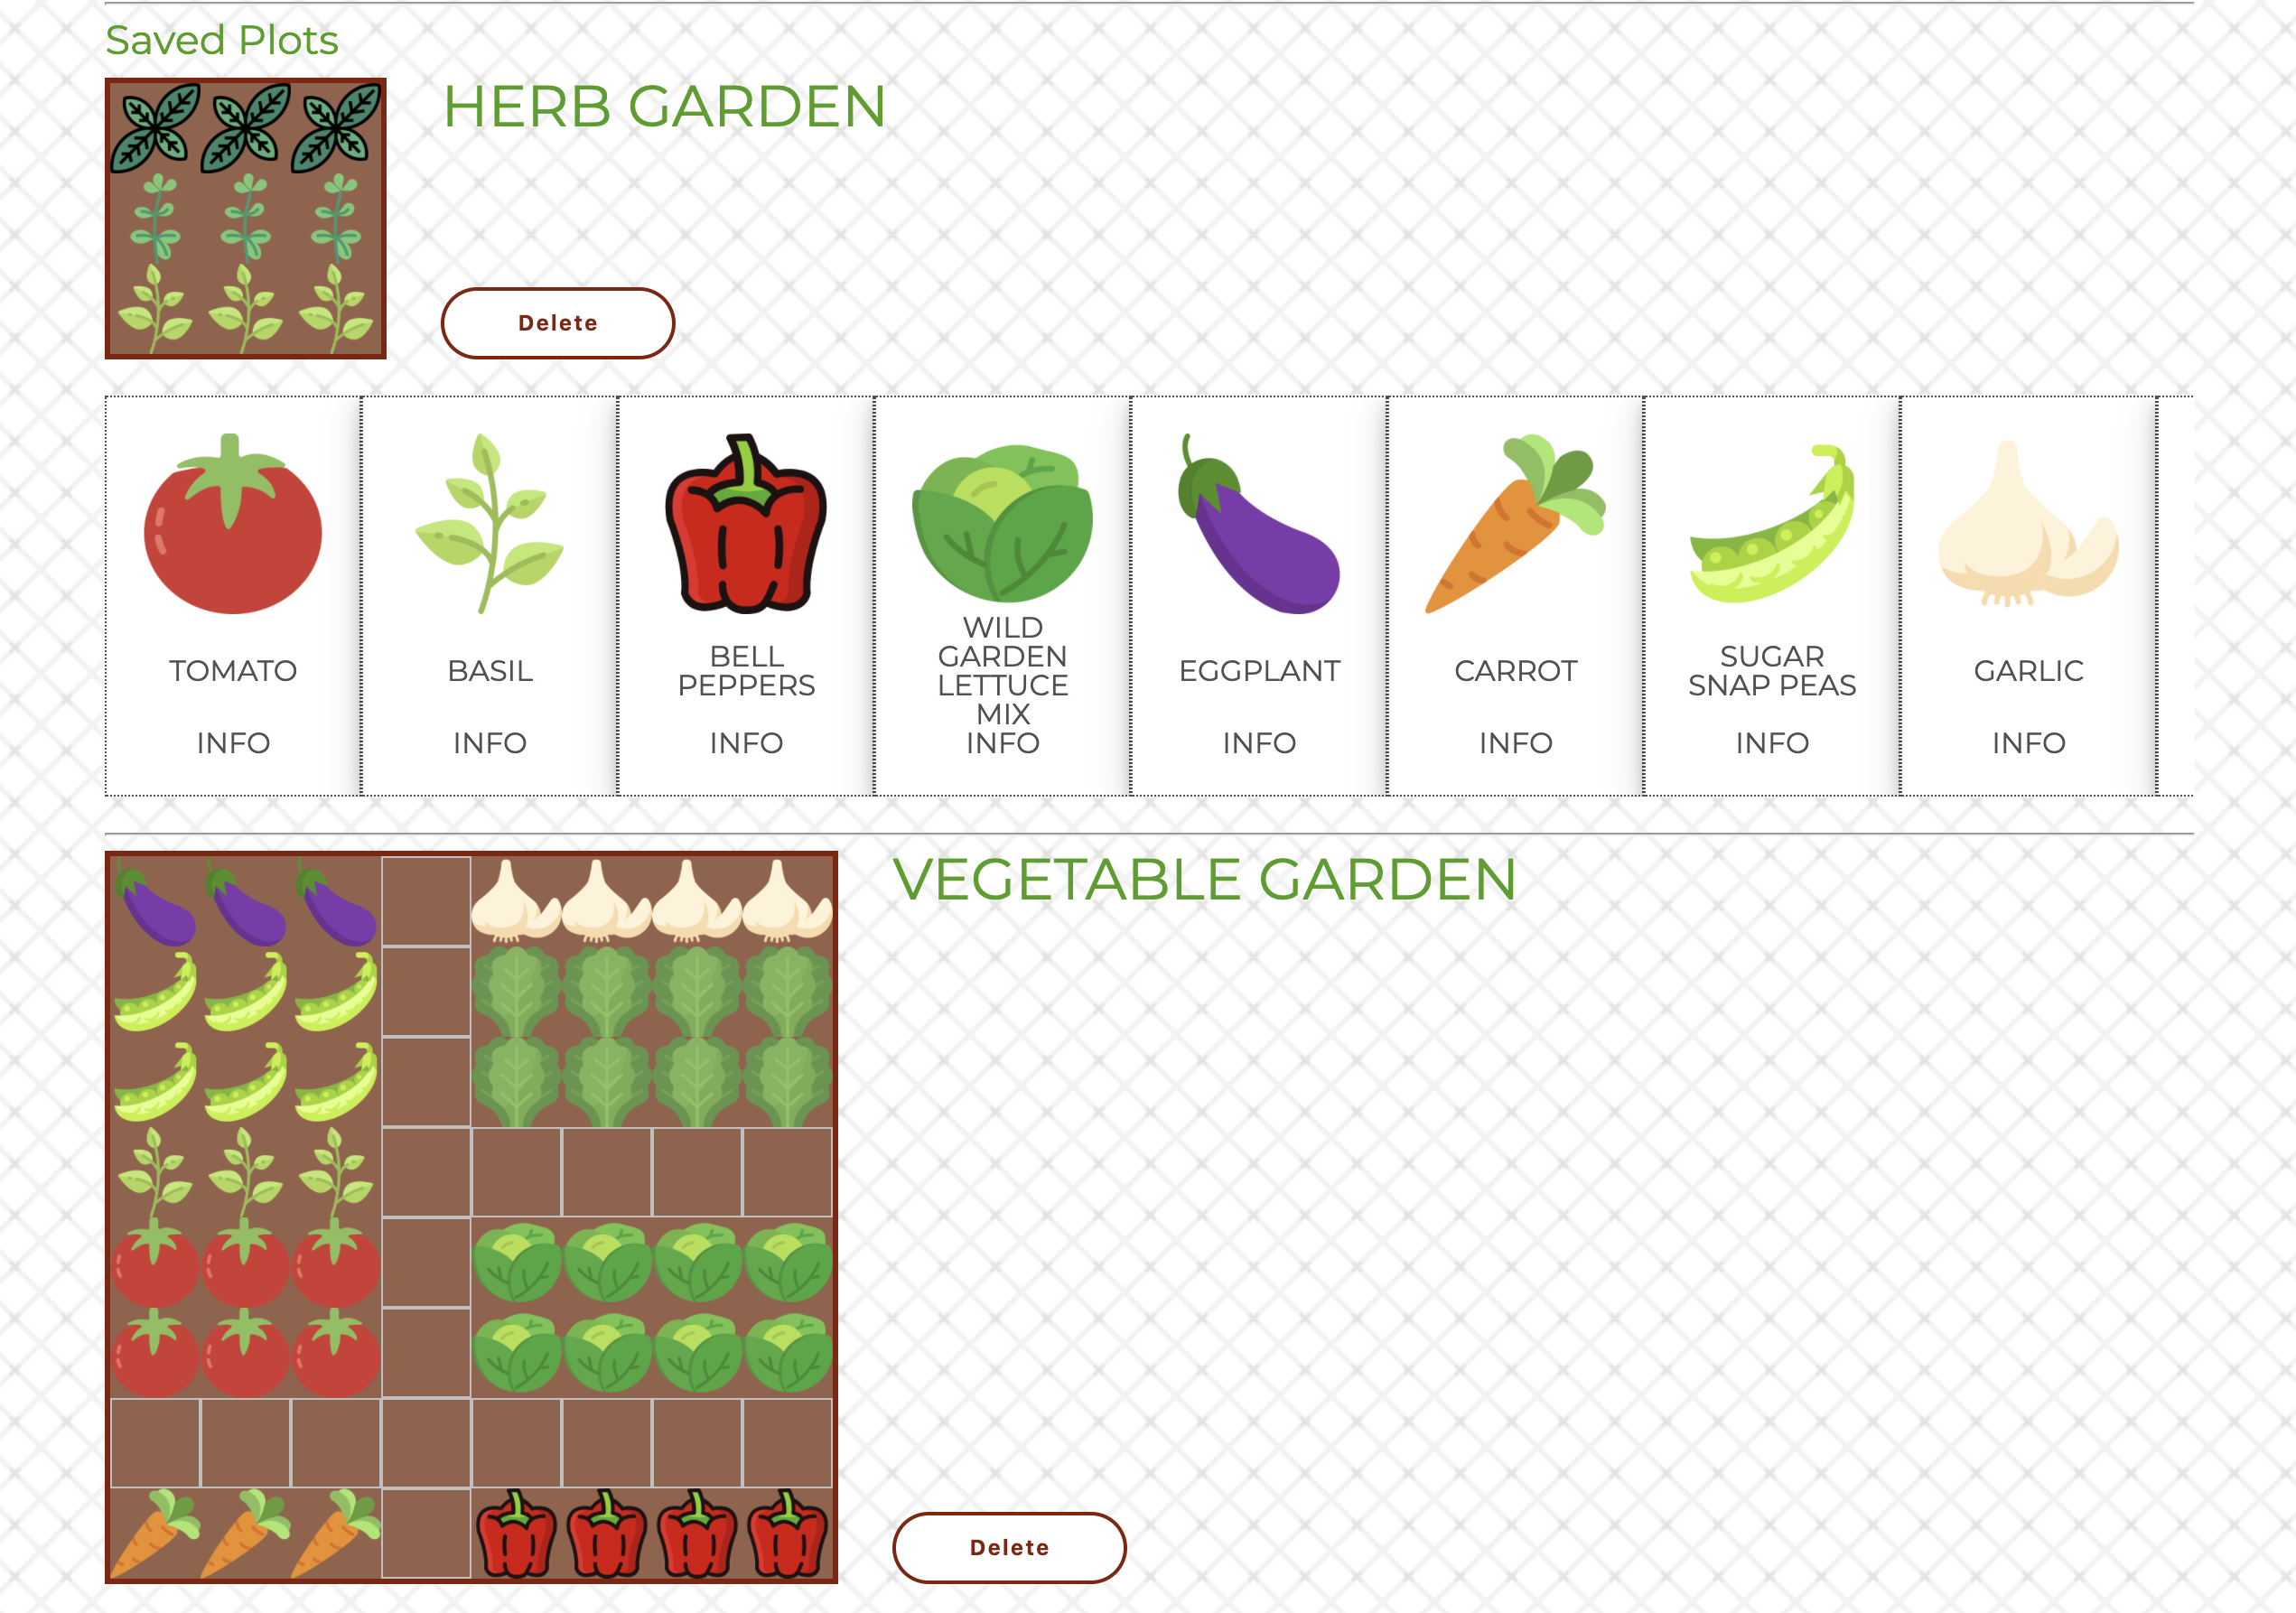 Saved Plots
HERB GARDEN
Delete
TOMATO
INFO
BASIL
INFO
BELL
PEPPERS
INFO
WILD
GARDEN
LETTUCE
MIX
INFO
EGGPLANT
INFO
CARROT
INFO
SUGAR
SNAP PEAS
INFO
GARLIC
INFO
VEGETABLE GARDEN
Delete